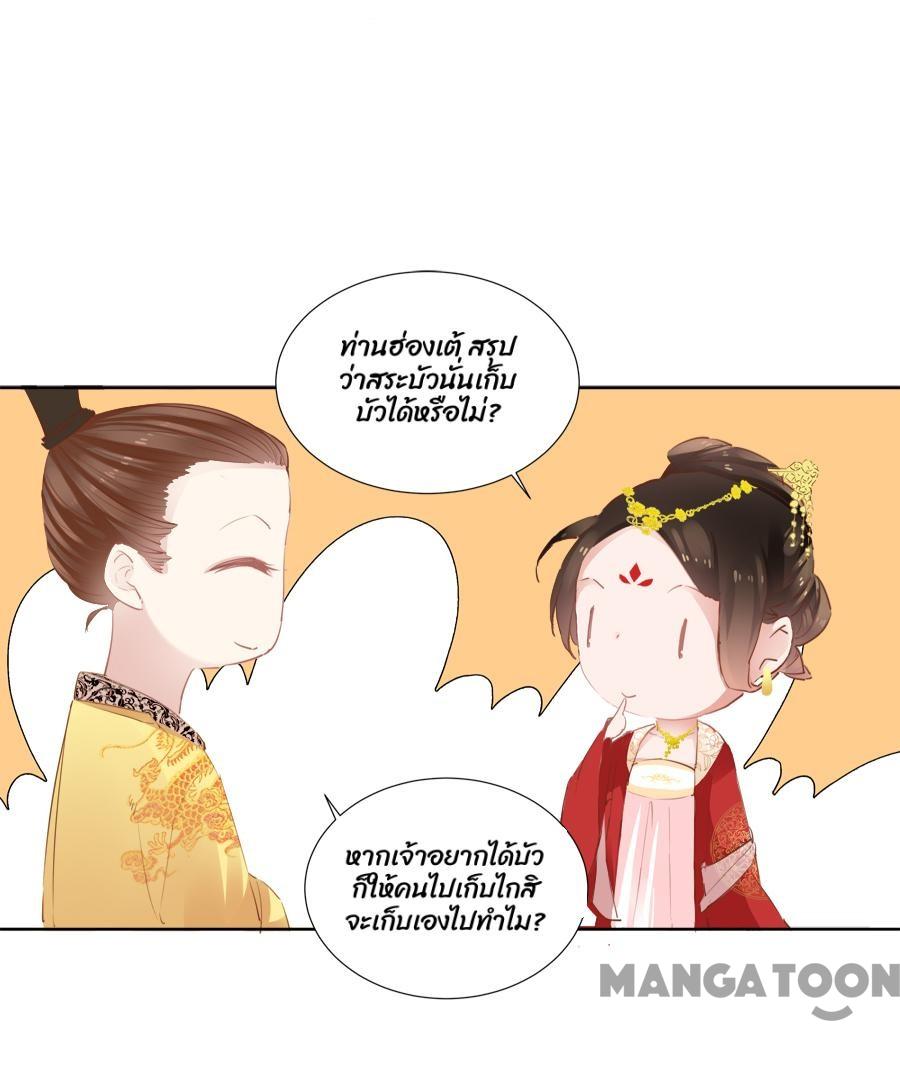 ท่านฮ่องเต้ สรุป
ว่าสระบัวนั่นเก็บ
บัวได้หรือไม่?
หากเจ้าอยากได้บัว
ก็ให้คนไปเก็บไกสิ
จะเก็บเองไปทำไม?
MANGATOON